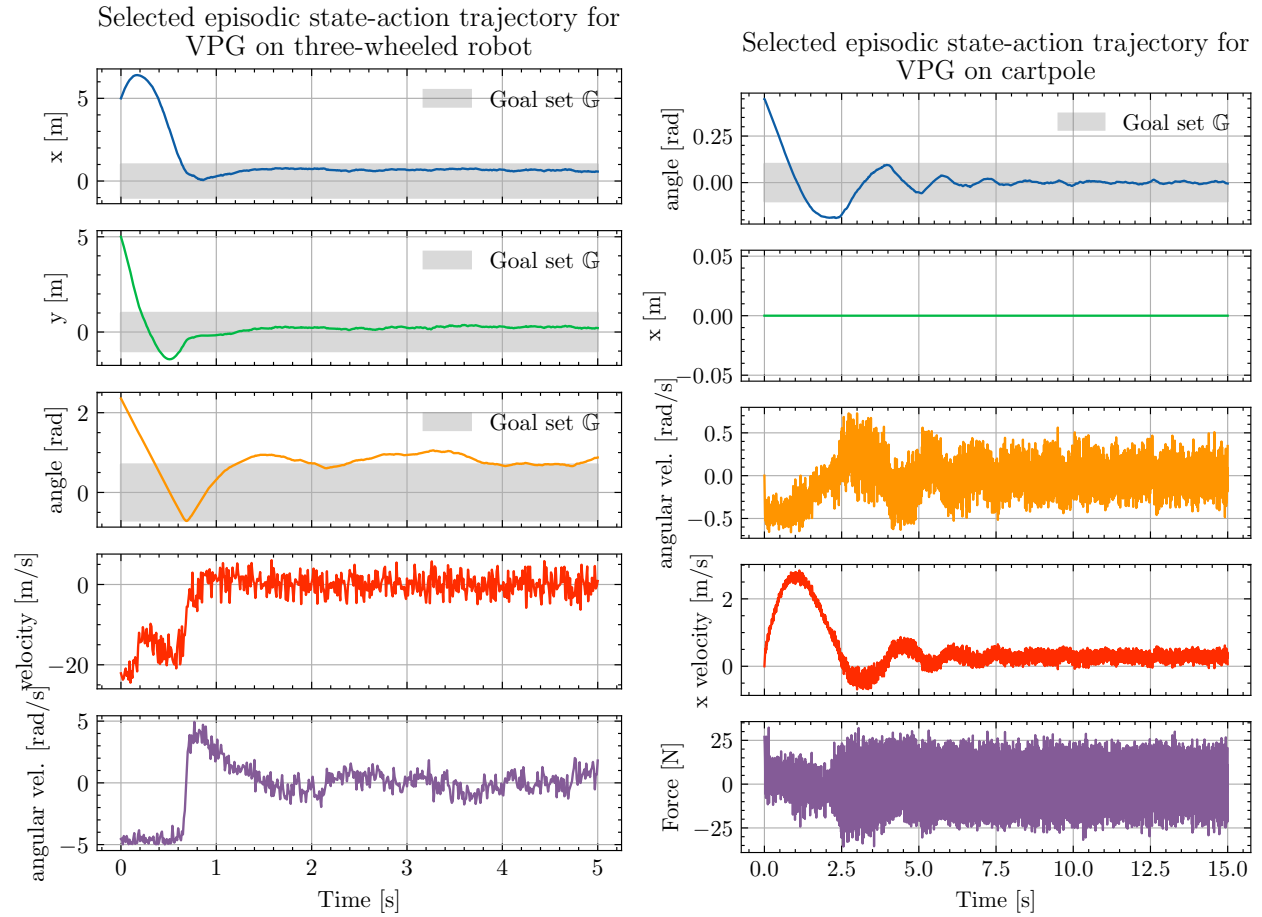 Selected episodic state-action trajectory for
VPG on three-wheeled robot
x [m]
5
0
Goal set 𝔾
y [m]
5
0
Goal set 𝔾
angle [rad]
2
0
Goal set 𝔾
velocity [m/s]
0
−20
angular vel. [rad/s]
5
0
−5
0
1
2
3
4
5
Time [s]
Selected episodic state-action trajectory for
VPG on cartpole
angle [rad]
0.25
0.00
Goal set 𝔾
x [m]
0.05
0.00
−0.05
angular vel. [rad/s]
0.5
0.0
−0.5
x velocity [m/s]
2
0
Force [N]
25
0
−25
0.0
2.5
5.0
7.5
10.0
12.5
15.0
Time [s]